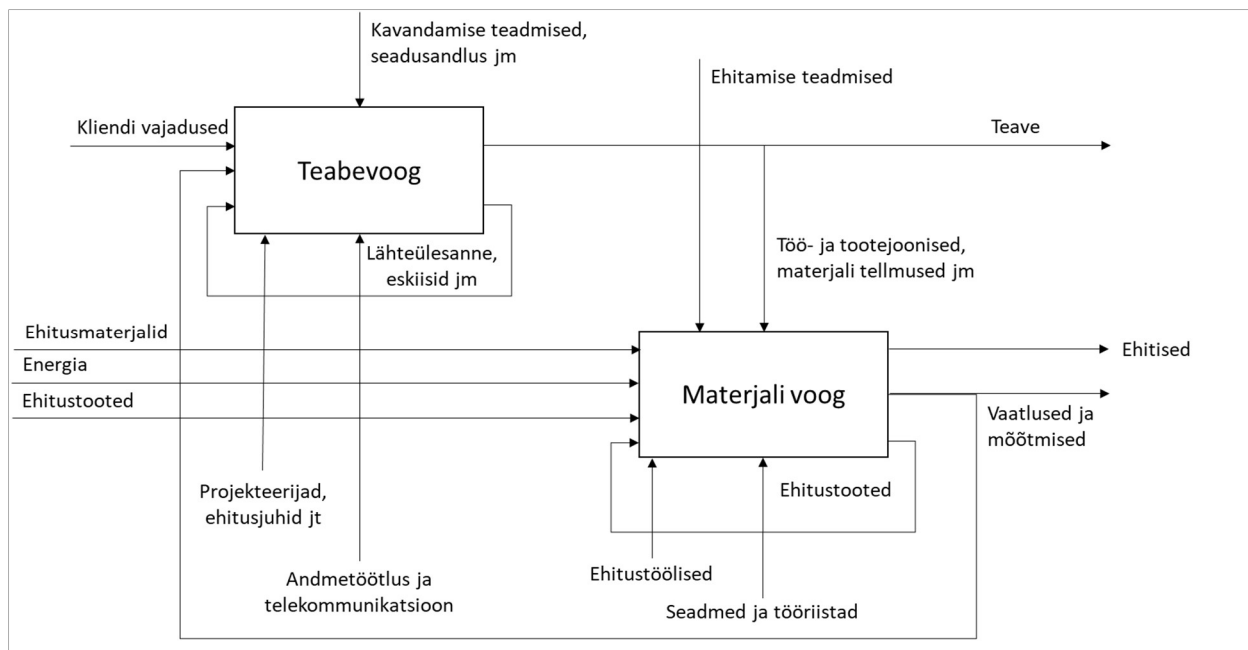 Kavandamise teadmised,
seadusandlus jm
Ehitamise teadmised
Kliendi vajadused
Teave
Teabevoog
Lähteülesanne,
eskiisid jm
Töö- ja tootejoonised,
materjali tellmused jm
Ehitusmaterjalid
Energia
Ehitustooted
Ehitised
Materjali voog
Vaatlused ja
mõõtmised
Projekteerijad,
ehitusjuhid jt
Ehitustooted
Andmetöötlus ja
telekommunikatsioon
Ehitustöölised
Seadmed ja tööriistad